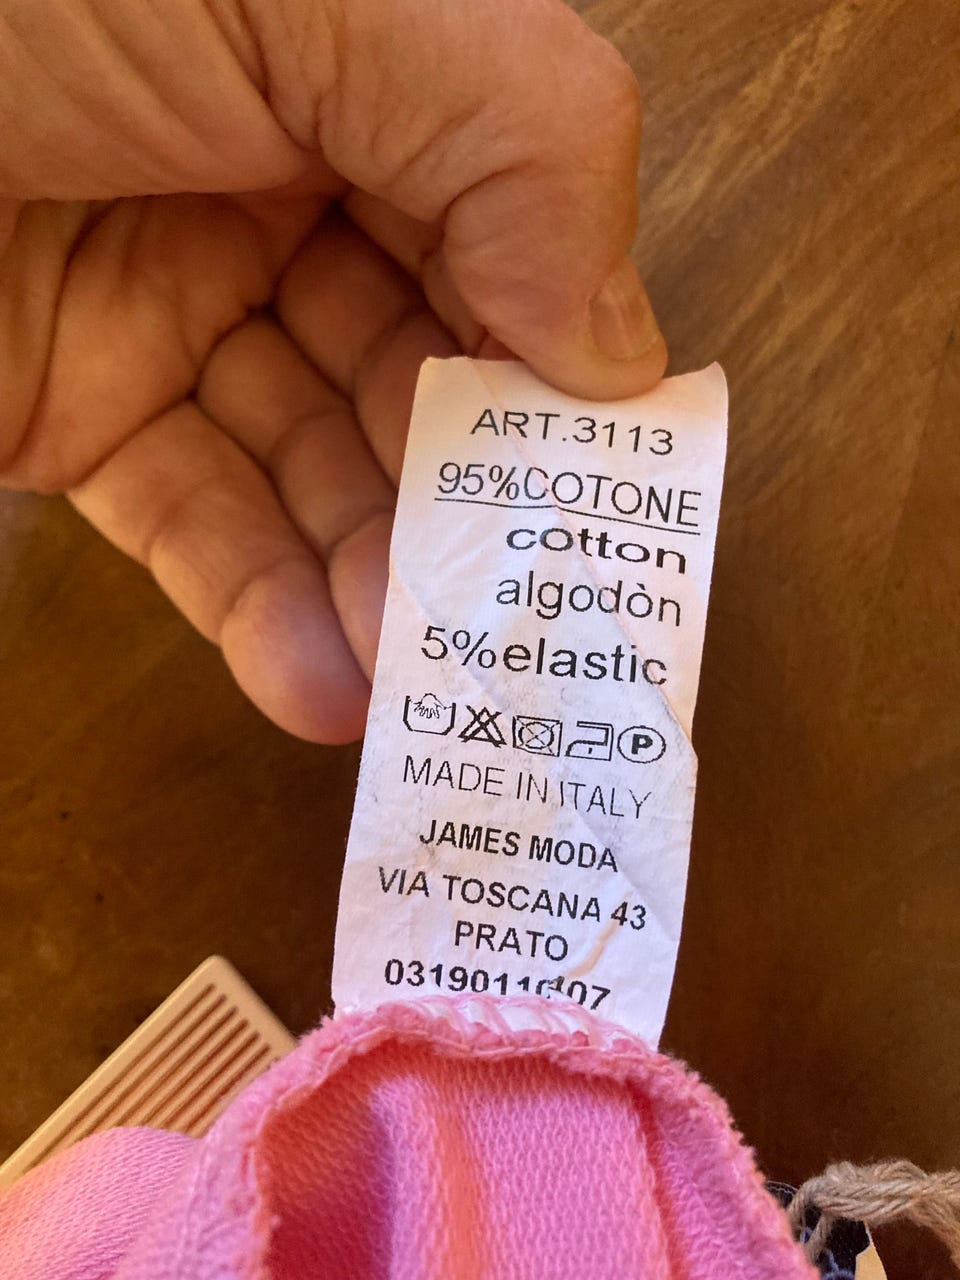 ART.3113
95%COTONE
cotton
algodòn
5%elastic
P
MADE IN ITALY
JAMES MODA
VIA TOSCANA 43
PRATO